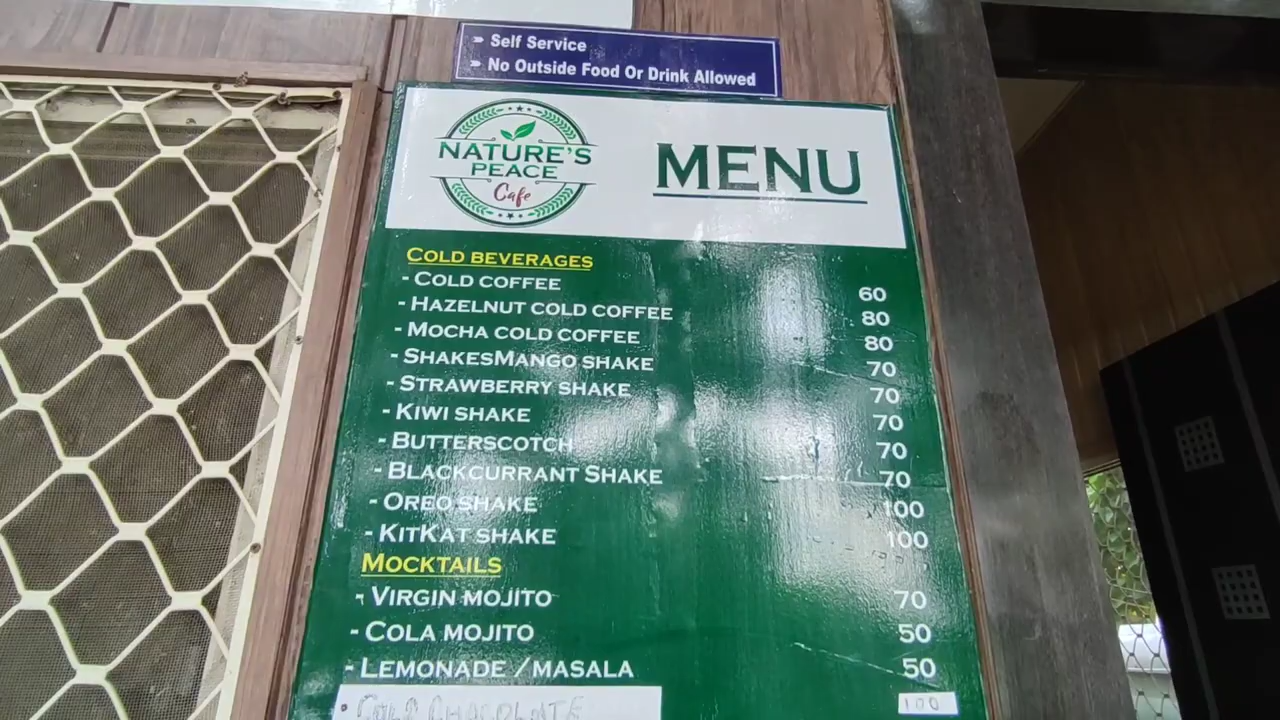 » Self Service
» No Outside Food Or Drink Allowed
NATURE'S
PEACE
Cafe
MENU
COLD BEVERAGES
- COLD COFFEE 60
- HAZELNUT COLD COFFEE 80
- MOCHA COLD COFFEE 80
- SHAKESMANGO SHAKE 70
- STRAWBERRY SHAKE 70
- KIWI SHAKE 70
- BUTTERSCOTCH 70
- BLACKCURRANT SHAKE 70
- OREO SHAKE 100
- KITKAT SHAKE 100
MOCKTAILS
- VIRGIN MOJITO 70
- COLA MOJITO 50
- LEMONADE / MASALA 50
• COLD CHACOLATE 100